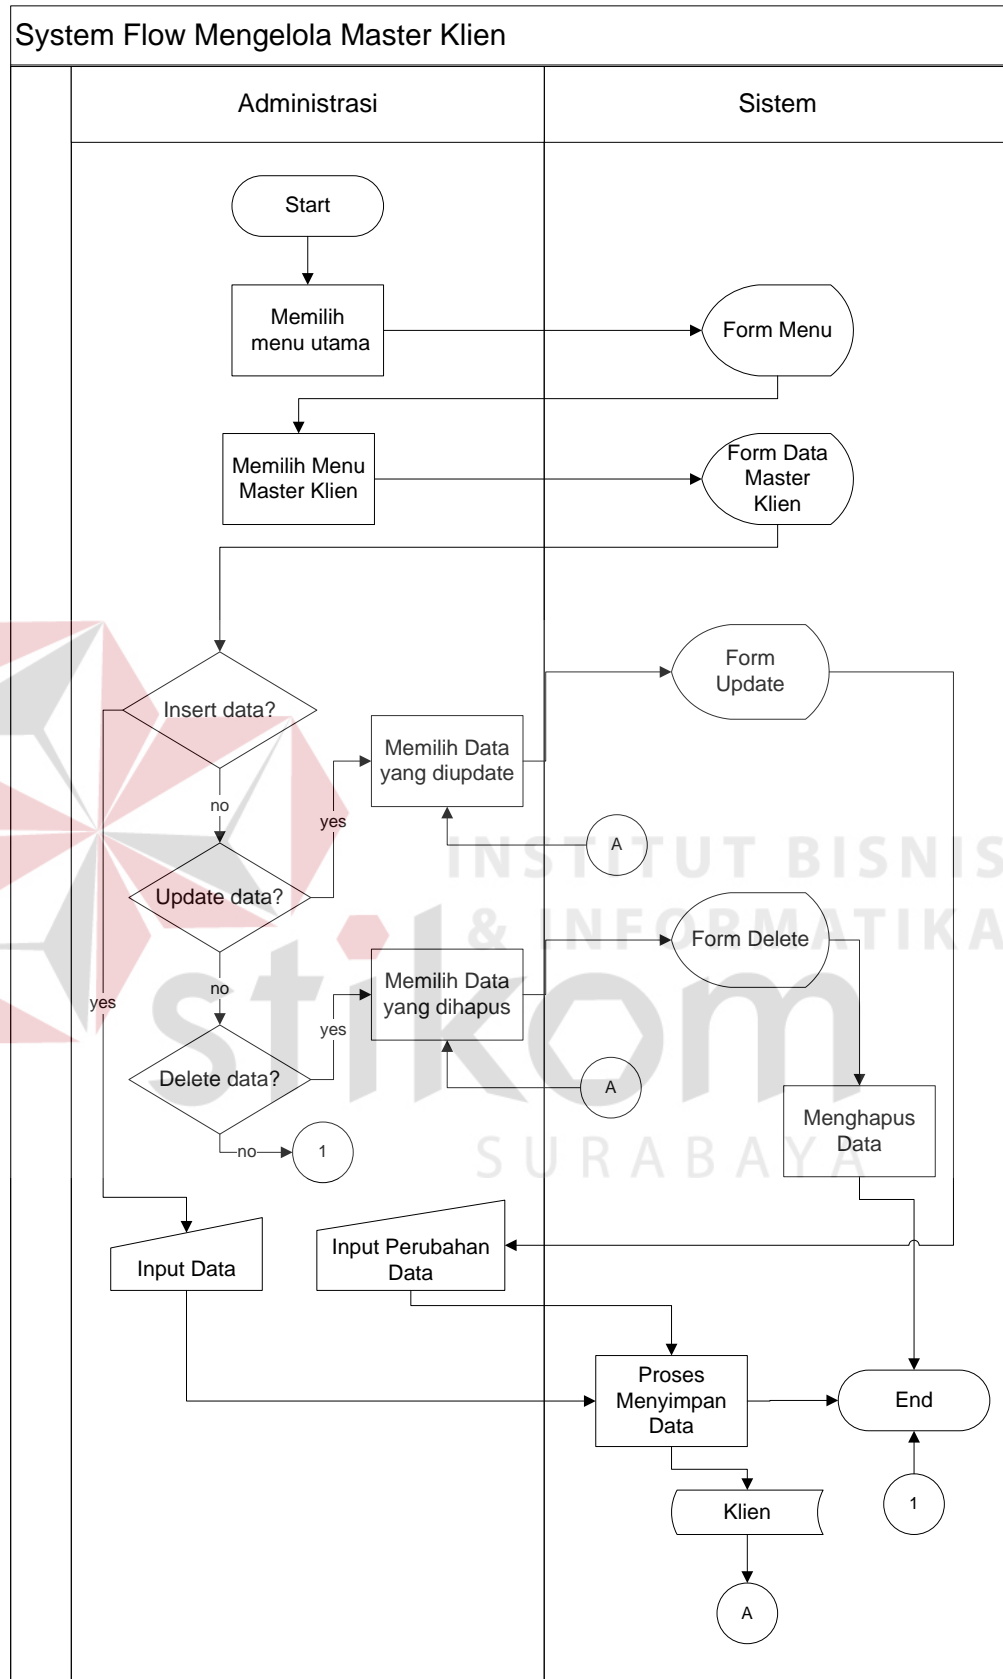 System Flow Mengelola Master Klien
Administrasi
Sistem
Start
Memilih
menu utama
Form Menu
Memilih Menu
Master Klien
Form Data
Master
Klien
Insert data?
Form
Update
Memilih Data
yang diupdate
no
yes
A
Update data?
Form Delete
Memilih Data
yang dihapus
no
yes
yes
Delete data?
A
Menghapus
Data
no
1
Input Data
Input Perubahan
Data
Proses
Menyimpan
Data
End
Klien
1
A
INSTITUT BISNIS
& INFORMATIKA
stikom
SURABAYA